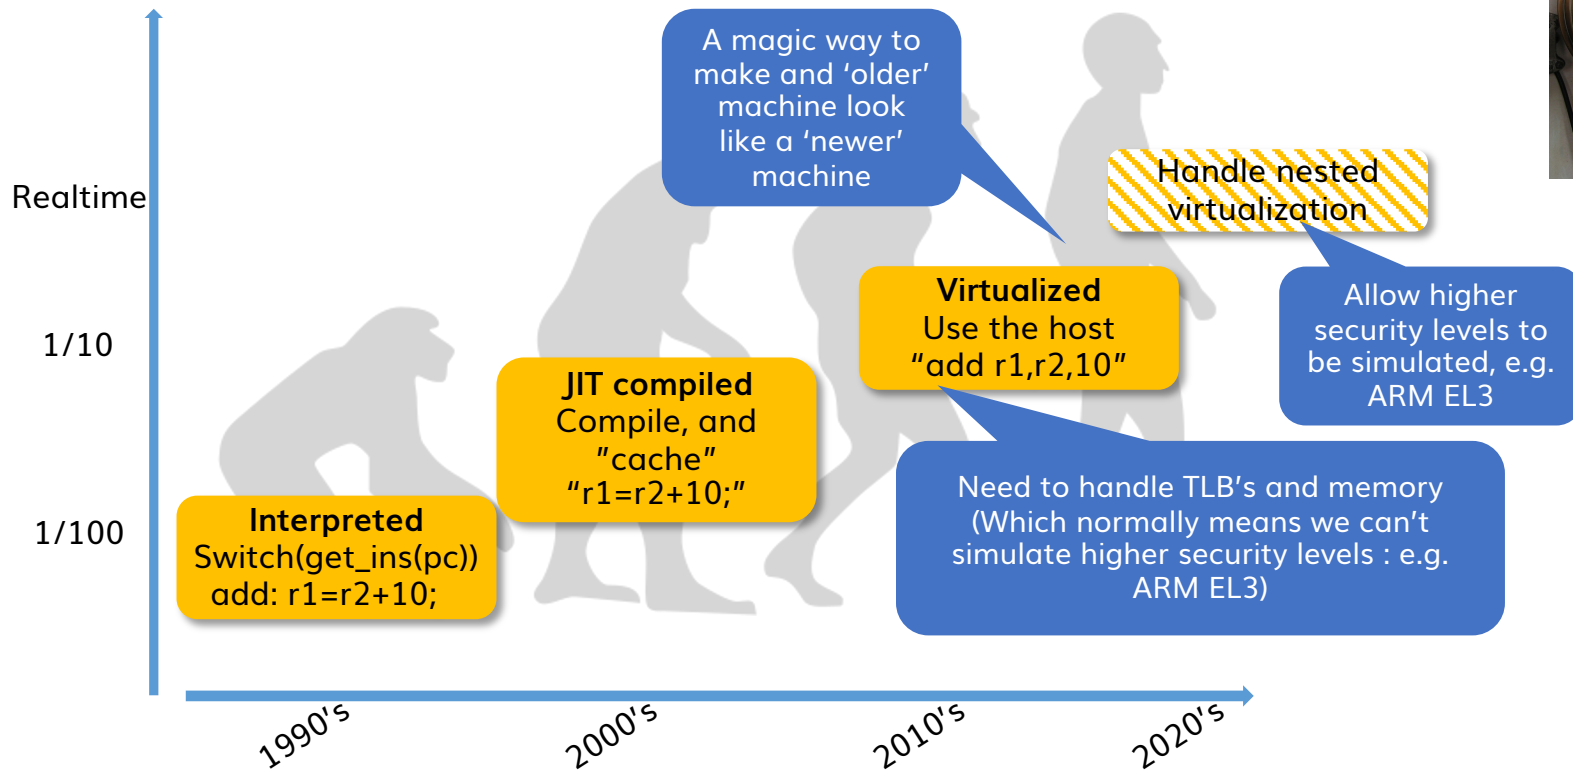 A magic way to
make and ‘older’
machine look
like a ‘newer’
machine
Realtime
1/10
1/100
Handle nested
virtualization
Virtualized
Use the host
“add r1,r2,10”
Allow higher
security levels to
be simulated, e.g.
ARM EL3
JIT compiled
Compile, and
”cache”
“r1=r2+10;”
Need to handle TLB’s and memory
(Which normally means we can’t
simulate higher security levels : e.g.
ARM EL3)
Interpreted
Switch(get_ins(pc))
add: r1=r2+10;
1990’s
2000’s
2010’s
2020’s